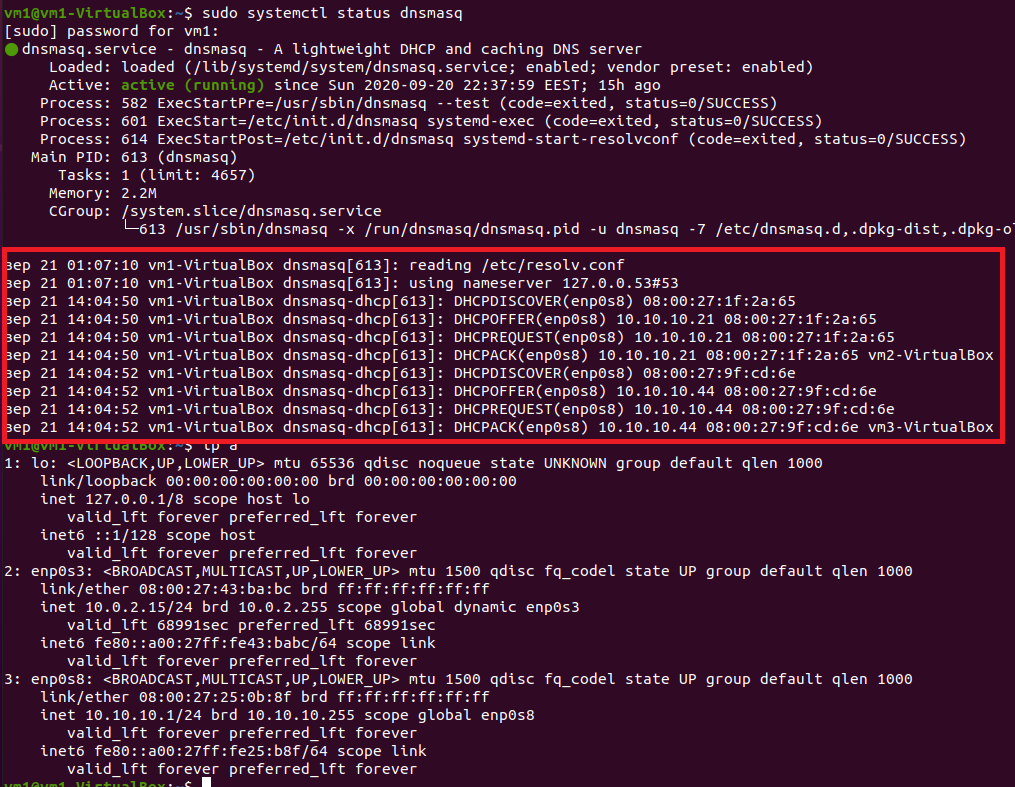 vm1@vm1-VirtualBox:~$ sudo systemctl status dnsmasq
[sudo] password for vm1:
● dnsmasq.service - dnsmasq - A lightweight DHCP and caching DNS server
Loaded: loaded (/lib/systemd/system/dnsmasq.service; enabled; vendor preset: enabled)
Active: active (running) since Sun 2020-09-20 22:37:59 EEST; 15h ago
Process: 582 ExecStartPre=/usr/sbin/dnsmasq --test (code=exited, status=0/SUCCESS)
Process: 601 ExecStart=/etc/init.d/dnsmasq systemd-exec (code=exited, status=0/SUCCESS)
Process: 614 ExecStartPost=/etc/init.d/dnsmasq systemd-start-resolvconf (code=exited, status=0/SUCCESS)
Main PID: 613 (dnsmasq)
Tasks: 1 (limit: 4657)
Memory: 2.2M
CGroup: /system.slice/dnsmasq.service
└─613 /usr/sbin/dnsmasq -x /run/dnsmasq/dnsmasq.pid -u dnsmasq -7 /etc/dnsmasq.d,.dpkg-dist,.dpkg-ol
вер 21 01:07:10 vm1-VirtualBox dnsmasq[613]: reading /etc/resolv.conf
вер 21 01:07:10 vm1-VirtualBox dnsmasq[613]: using nameserver 127.0.0.53#53
вер 21 14:04:50 vm1-VirtualBox dnsmasq-dhcp[613]: DHCPDISCOVER(enp0s8) 08:00:27:1f:2a:65
вер 21 14:04:50 vm1-VirtualBox dnsmasq-dhcp[613]: DHCPOFFER(enp0s8) 10.10.10.21 08:00:27:1f:2a:65
вер 21 14:04:50 vm1-VirtualBox dnsmasq-dhcp[613]: DHCPREQUEST(enp0s8) 10.10.10.21 08:00:27:1f:2a:65
вер 21 14:04:50 vm1-VirtualBox dnsmasq-dhcp[613]: DHCPACK(enp0s8) 10.10.10.21 08:00:27:1f:2a:65 vm2-VirtualBox
вер 21 14:04:52 vm1-VirtualBox dnsmasq-dhcp[613]: DHCPDISCOVER(enp0s8) 08:00:27:9f:cd:6e
вер 21 14:04:52 vm1-VirtualBox dnsmasq-dhcp[613]: DHCPOFFER(enp0s8) 10.10.10.44 08:00:27:9f:cd:6e
вер 21 14:04:52 vm1-VirtualBox dnsmasq-dhcp[613]: DHCPREQUEST(enp0s8) 10.10.10.44 08:00:27:9f:cd:6e
вер 21 14:04:52 vm1-VirtualBox dnsmasq-dhcp[613]: DHCPACK(enp0s8) 10.10.10.44 08:00:27:9f:cd:6e vm3-VirtualBox
vm1@vm1-VirtualBox:~$ ip a
1: lo: <LOOPBACK,UP,LOWER_UP> mtu 65536 qdisc noqueue state UNKNOWN group default qlen 1000
link/loopback 00:00:00:00:00:00 brd 00:00:00:00:00:00
inet 127.0.0.1/8 scope host lo
valid_lft forever preferred_lft forever
inet6 ::1/128 scope host
valid_lft forever preferred_lft forever
2: enp0s3: <BROADCAST,MULTICAST,UP,LOWER_UP> mtu 1500 qdisc fq_codel state UP group default qlen 1000
link/ether 08:00:27:43:ba:bc brd ff:ff:ff:ff:ff:ff
inet 10.0.2.15/24 brd 10.0.2.255 scope global dynamic enp0s3
valid_lft 68991sec preferred_lft 68991sec
inet6 fe80::a00:27ff:fe43:babc/64 scope link
valid_lft forever preferred_lft forever
3: enp0s8: <BROADCAST,MULTICAST,UP,LOWER_UP> mtu 1500 qdisc fq_codel state UP group default qlen 1000
link/ether 08:00:27:25:0b:8f brd ff:ff:ff:ff:ff:ff
inet 10.10.10.1/24 brd 10.10.10.255 scope global enp0s8
valid_lft forever preferred_lft forever
inet6 fe80::a00:27ff:fe25:b8f/64 scope link
valid_lft forever preferred_lft forever
vm1@vm1-VirtualBox:~$